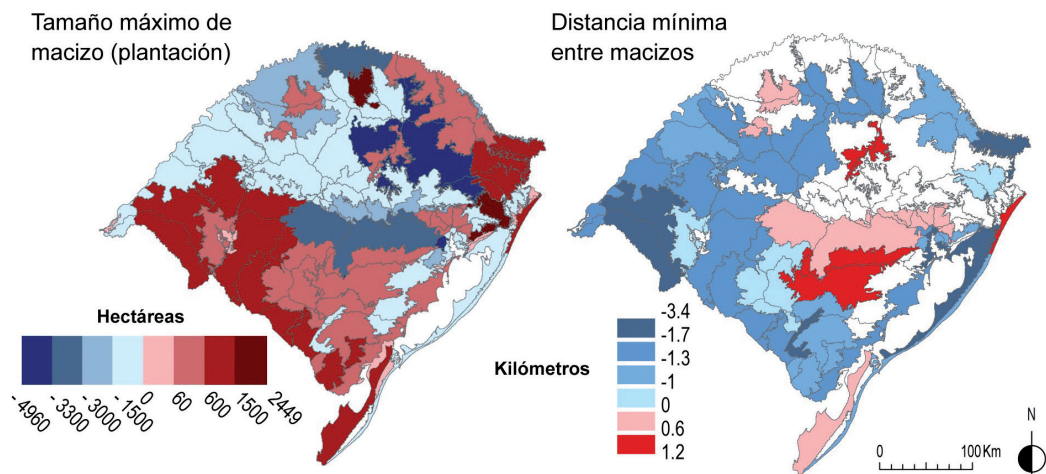 Tamaño máximo de
macizo (plantación)
Distancia mínima
entre macizos
Hectáreas
-4960
-3300
-3000
-1500
0
60
600
1500
2449
Kilómetros
-3.4
-1.7
-1.3
-1
0
0.6
1.2
N
0 100 Km